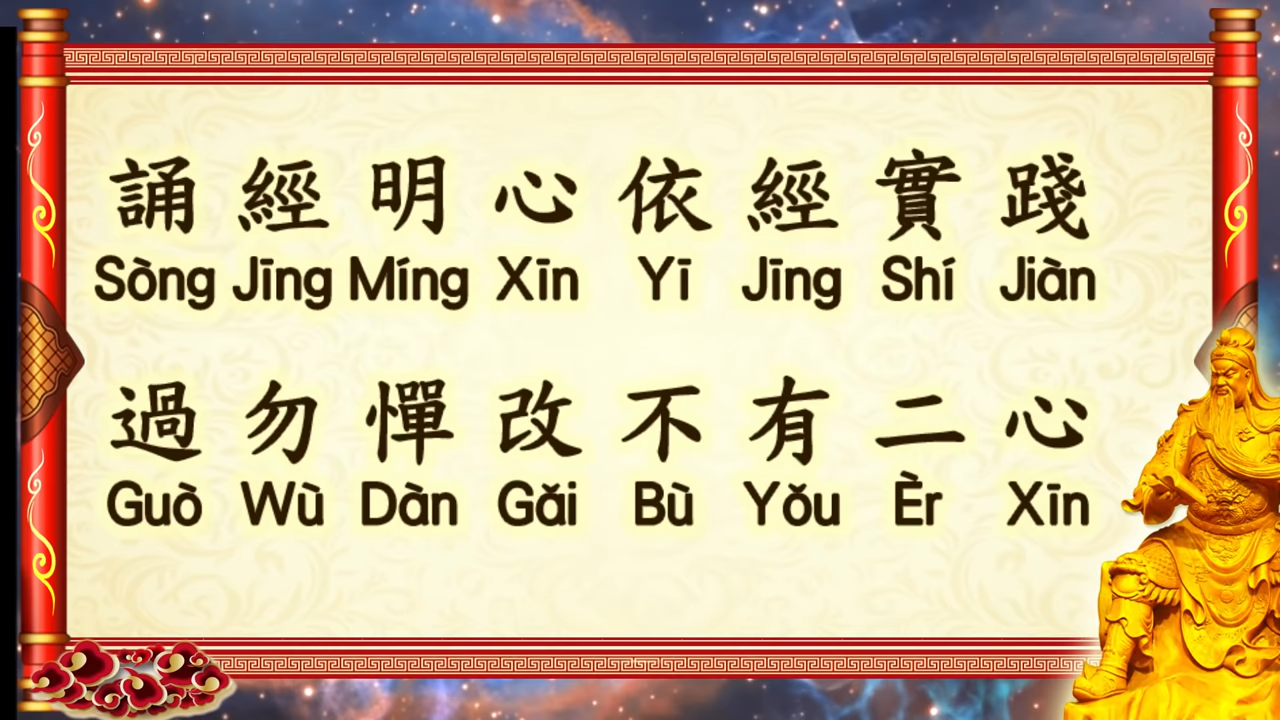 誦 經 明 心 依 經 實 踐
Sòng Jīng Míng Xīn Yī Jīng Shí Jiàn
過 勿 憚 改 不 有 二 心
Guò Wù Dàn Gǎi Bù Yǒu Èr Xīn